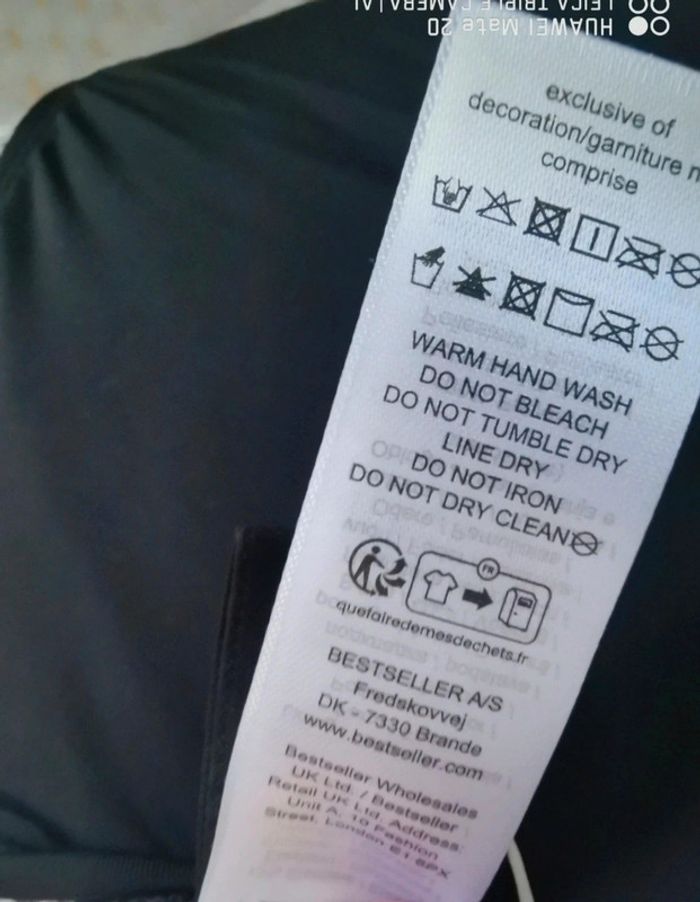 HUAWEI Mate 20
LEICA TRIPLE CAMERA | AI
exclusive of
decoration/garniture n
comprise
WARM HAND WASH
DO NOT BLEACH
DO NOT TUMBLE DRY
LINE DRY
DO NOT IRON
DO NOT DRY CLEAN
FR
quefairedemesdechets.fr
BESTSELLER A/S
Fredskovvej
DK - 7330 Brande
www.bestseller.com
Bestseller Wholesales
UK Ltd. / Bestseller
Retail UK Ltd. Address:
Unit A, 10 Fashion
Street, London E1 6PX